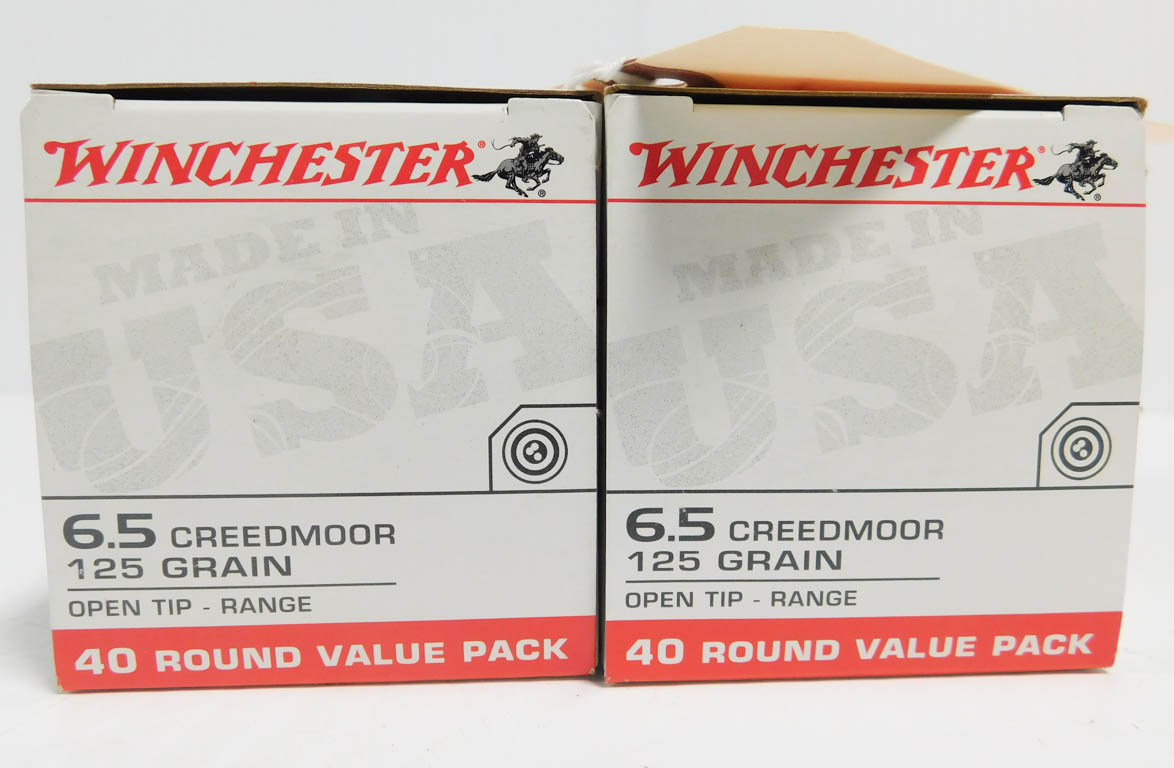 WINCHESTER®
MADE IN
USA
6.5 CREEDMOOR
125 GRAIN
OPEN TIP - RANGE
40 ROUND VALUE PACK
WINCHESTER®
MADE IN
USA
6.5 CREEDMOOR
125 GRAIN
OPEN TIP - RANGE
40 ROUND VALUE PACK